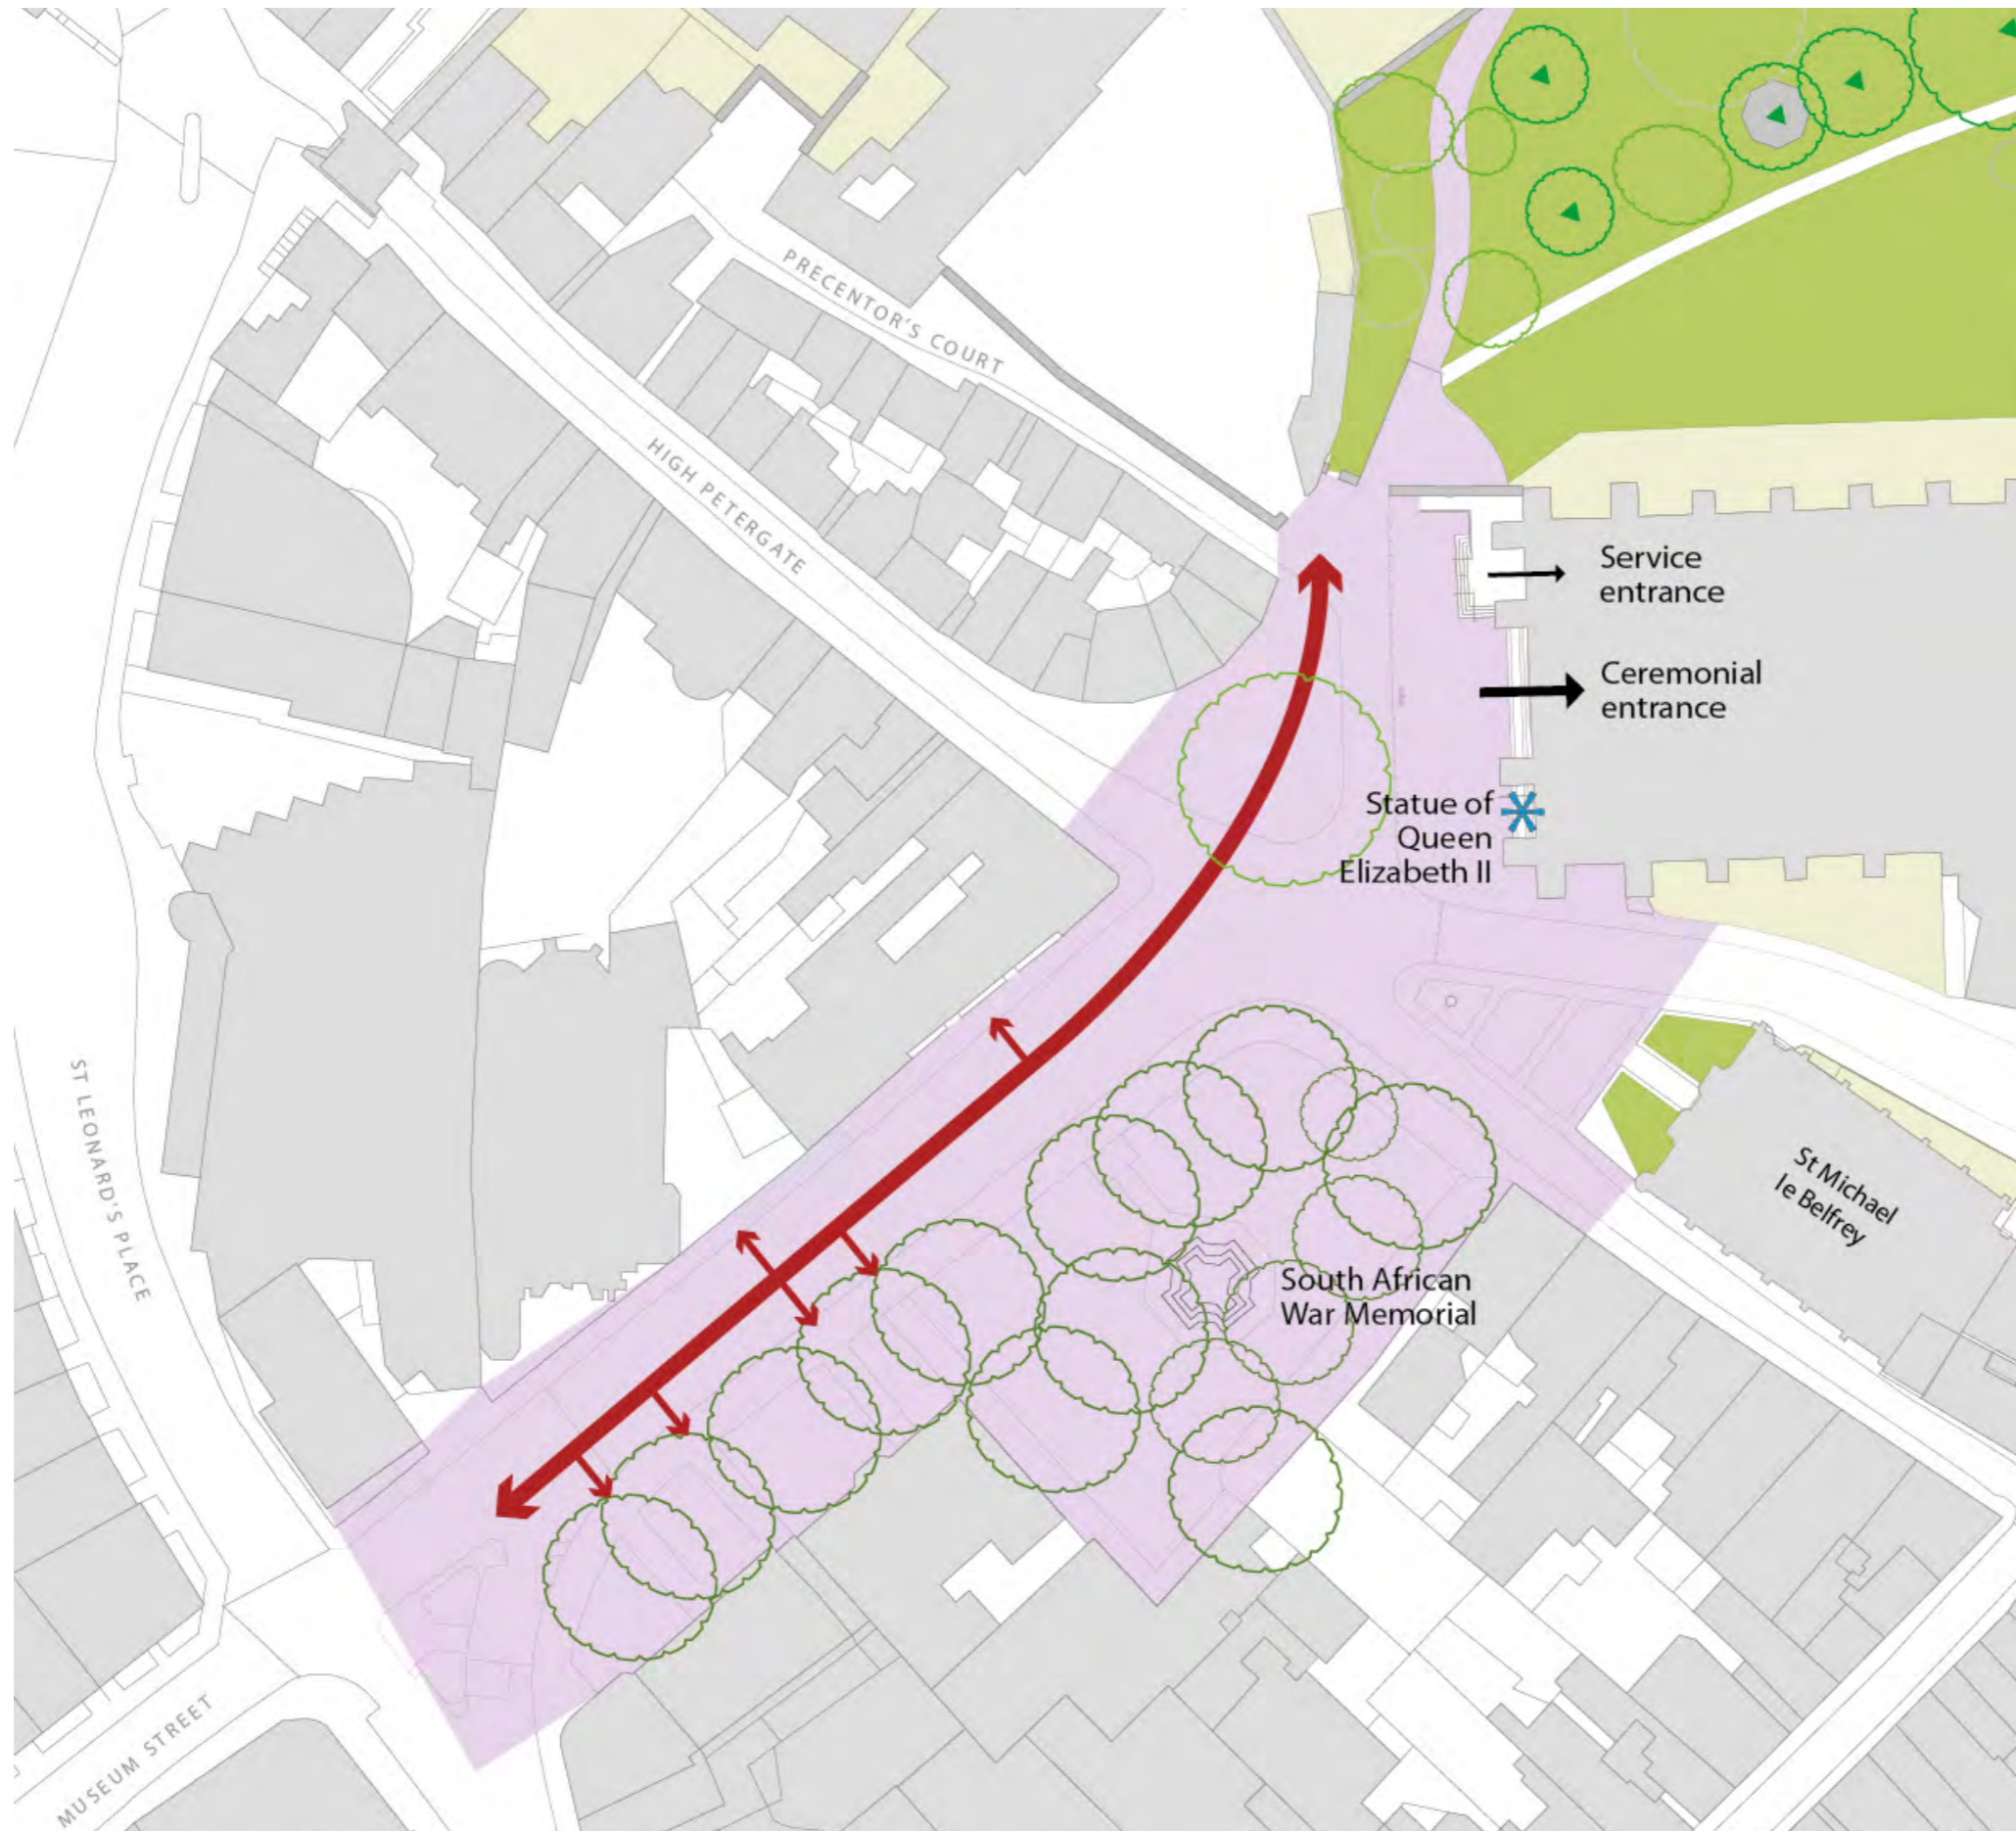 PRECENTOR'S COURT
HIGH PETERGATE
Service
entrance
Ceremonial
entrance
Statue of
Queen
Elizabeth II
ST LEONARD'S PLACE
St Michael
le Belfrey
South African
War Memorial
MUSEUM STREET